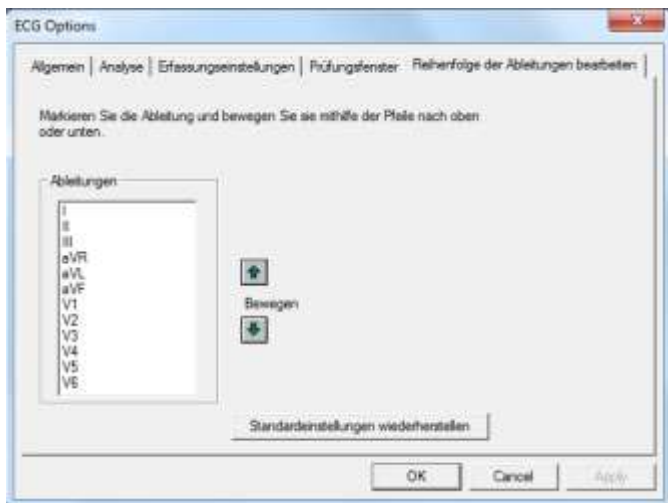 ECG Options
Allgemein | Analyse | Erfassungseinstellungen | Prüfungsfenster | Reihenfolge der Ableitungen bearbeiten
Markieren Sie die Ableitung und bewegen Sie sie mithilfe der Pfeile nach oben
oder unten.
Ableitungen
I
II
III
aVR
aVL
aVF
V1
V2
V3
V4
V5
V6
Bewegen
Standardeinstellungen wiederherstellen
OK Cancel Apply